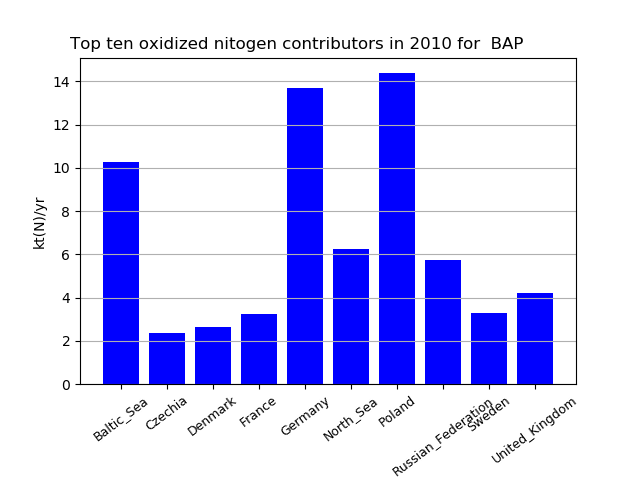 Top ten oxidized nitogen contributors in 2010 for  BAP
kt(N)/yr
14
12
10
8
6
4
2
0
Baltic_Sea
Czechia
Denmark
France
Germany
North_Sea
Poland
Russian_Federation
Sweden
United_Kingdom